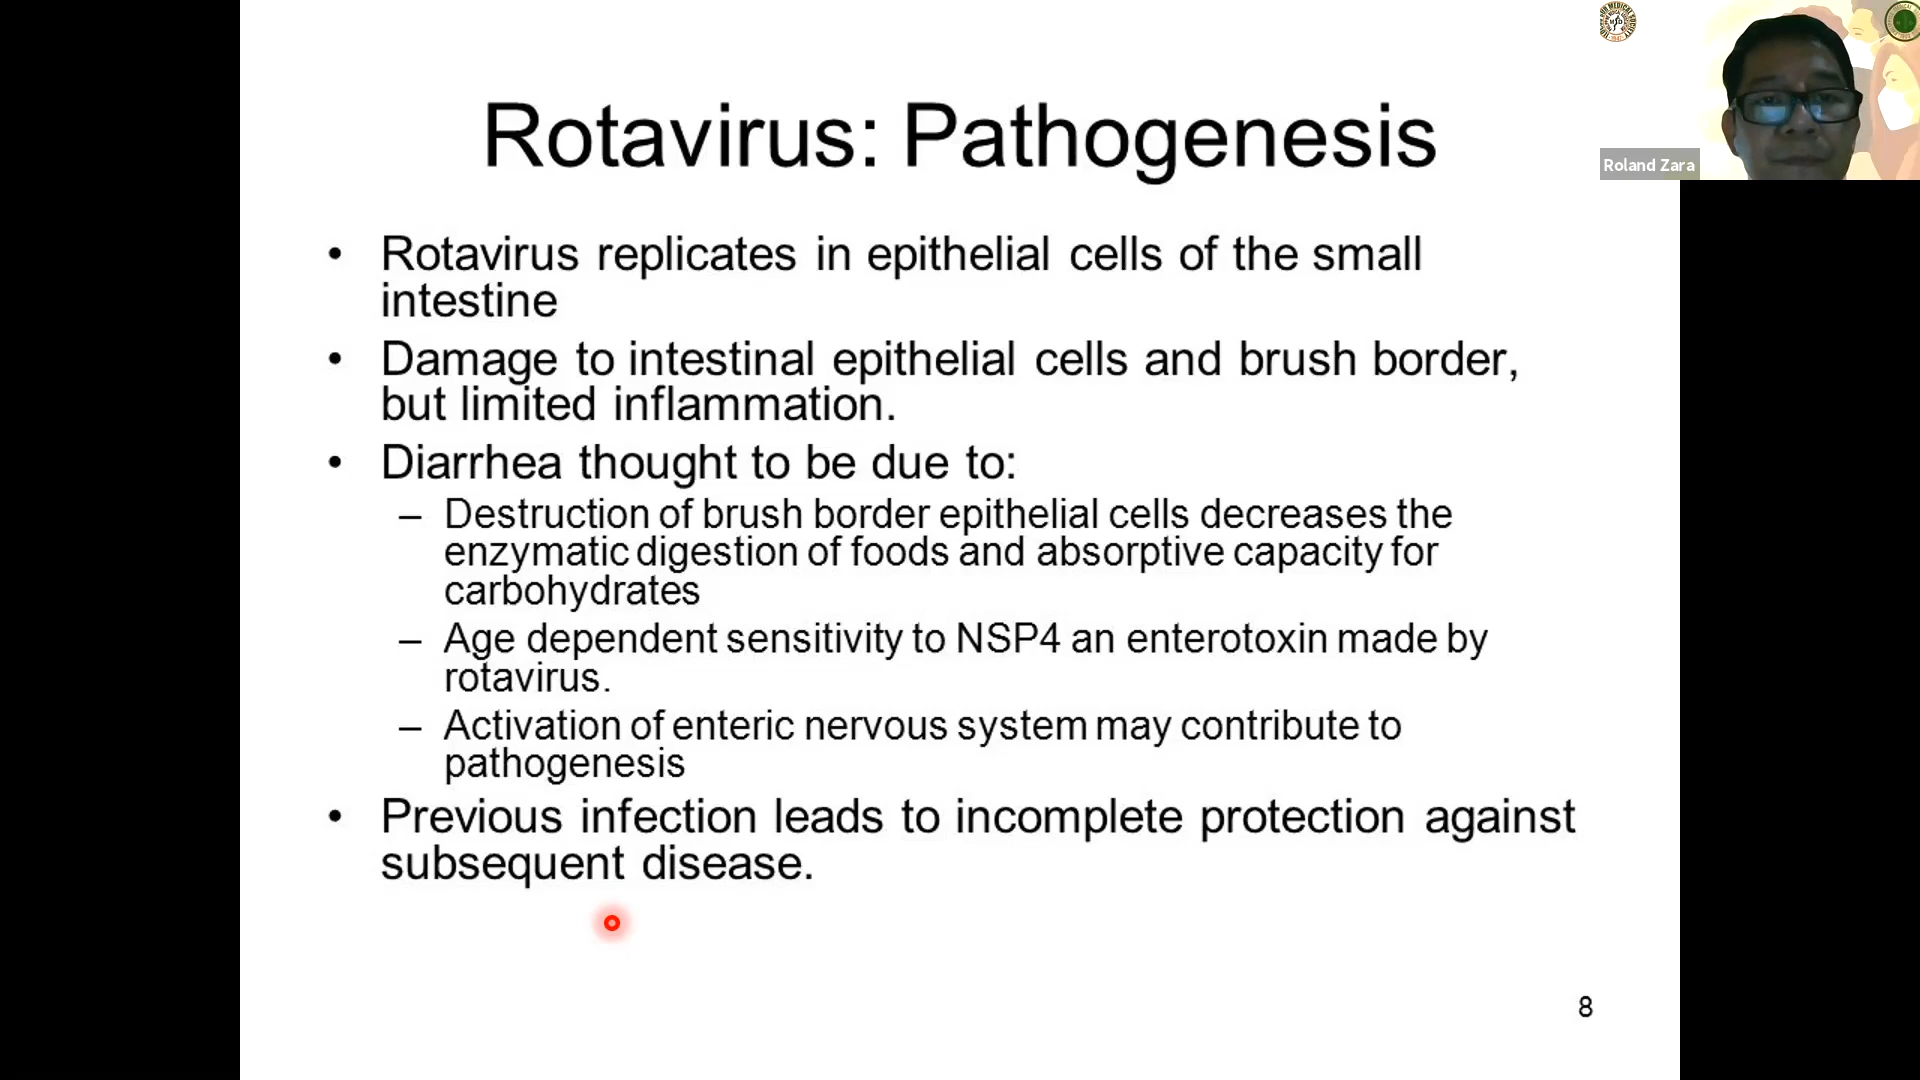 Rotavirus: Pathogenesis
Roland Zara
• Rotavirus replicates in epithelial cells of the small
intestine
• Damage to intestinal epithelial cells and brush border,
but limited inflammation.
• Diarrhea thought to be due to:
– Destruction of brush border epithelial cells decreases the
enzymatic digestion of foods and absorptive capacity for
carbohydrates
– Age dependent sensitivity to NSP4 an enterotoxin made by
rotavirus.
– Activation of enteric nervous system may contribute to
pathogenesis
• Previous infection leads to incomplete protection against
subsequent disease.
8